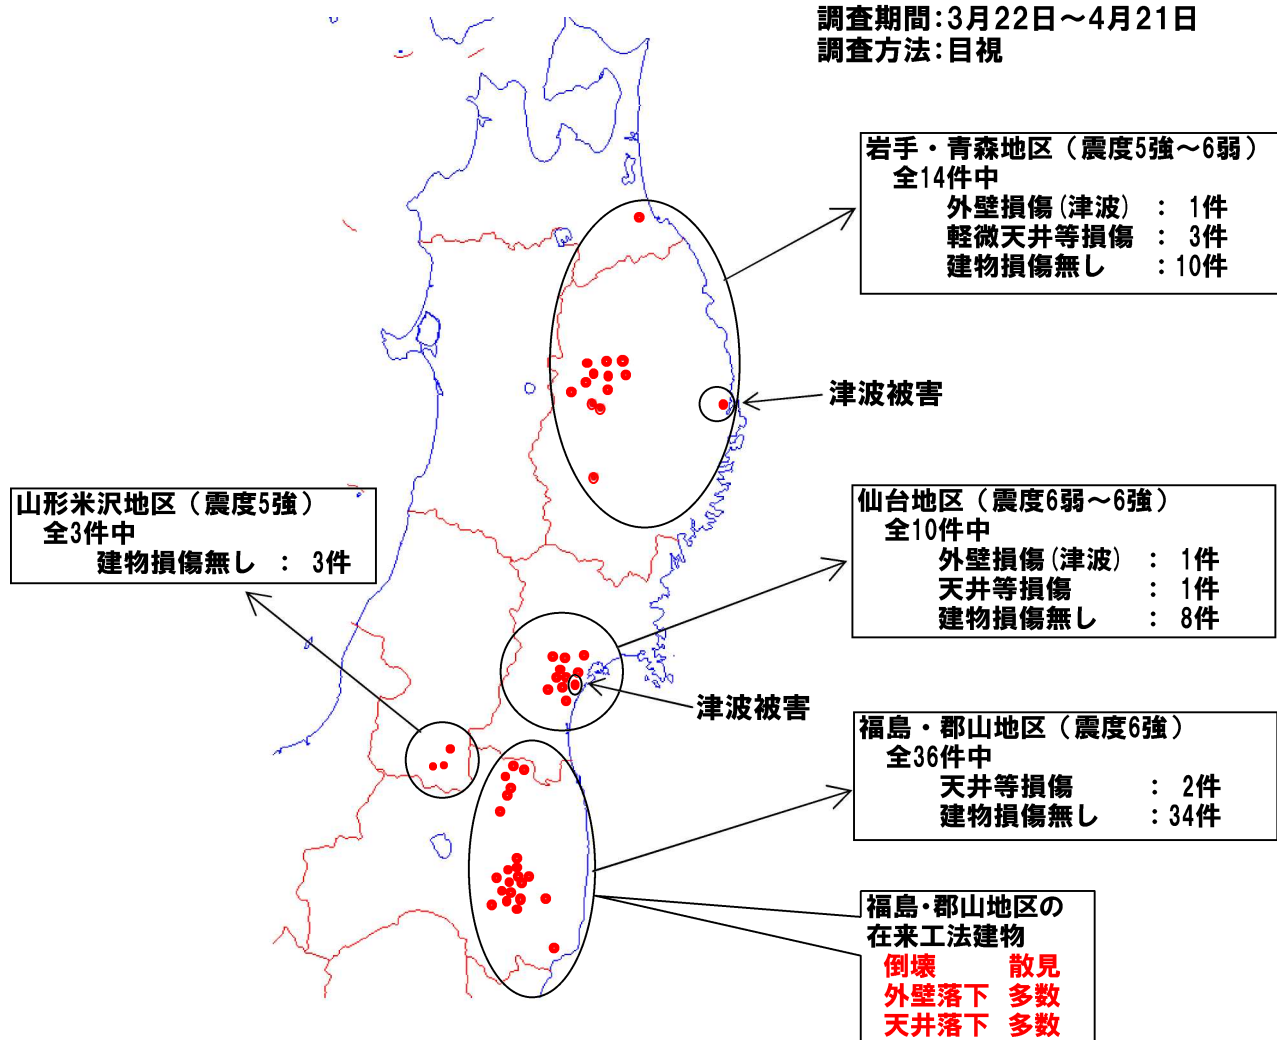 調査期間:3月22日～4月21日
調査方法:目視
岩手・青森地区（震度5強～6弱）
全14件中
外壁損傷(津波) ： 1件
軽微天井等損傷 ： 3件
建物損傷無し ：10件
津波被害
山形米沢地区（震度5強）
全3件中
建物損傷無し ： 3件
仙台地区（震度6弱～6強）
全10件中
外壁損傷(津波) ： 1件
天井等損傷 ： 1件
建物損傷無し ： 8件
津波被害
福島・郡山地区（震度6強）
全36件中
天井等損傷 ： 2件
建物損傷無し ：34件
福島･郡山地区の
在来工法建物
倒壊 散見
外壁落下 多数
天井落下 多数